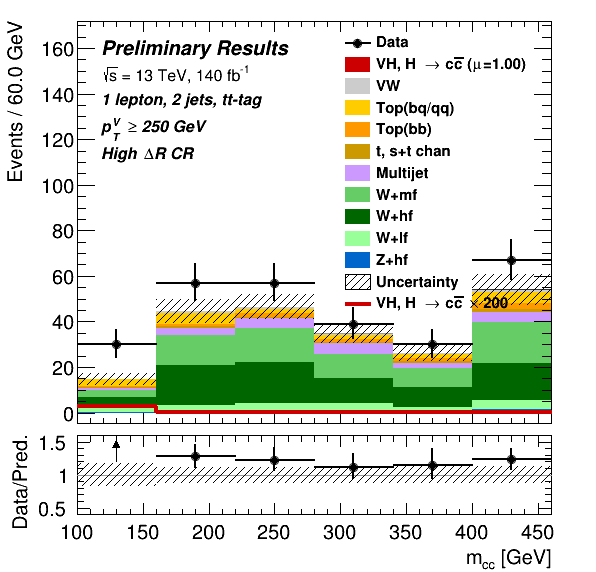 Events / 60.0 GeV
160
140
120
100
80
60
40
20
0
Preliminary Results
√s = 13 TeV, 140 fb⁻¹
1 lepton, 2 jets, tt-tag
p_T^V ≥ 250 GeV
High ΔR CR
Data
VH, H → cc̅ (μ=1.00)
VW
Top(bq/qq)
Top(bb)
t, s+t chan
Multijet
W+mf
W+hf
W+lf
Z+hf
Uncertainty
VH, H → cc̅ × 200
Data/Pred.
1.5
1
0.5
100 150 200 250 300 350 400 450
m_cc [GeV]